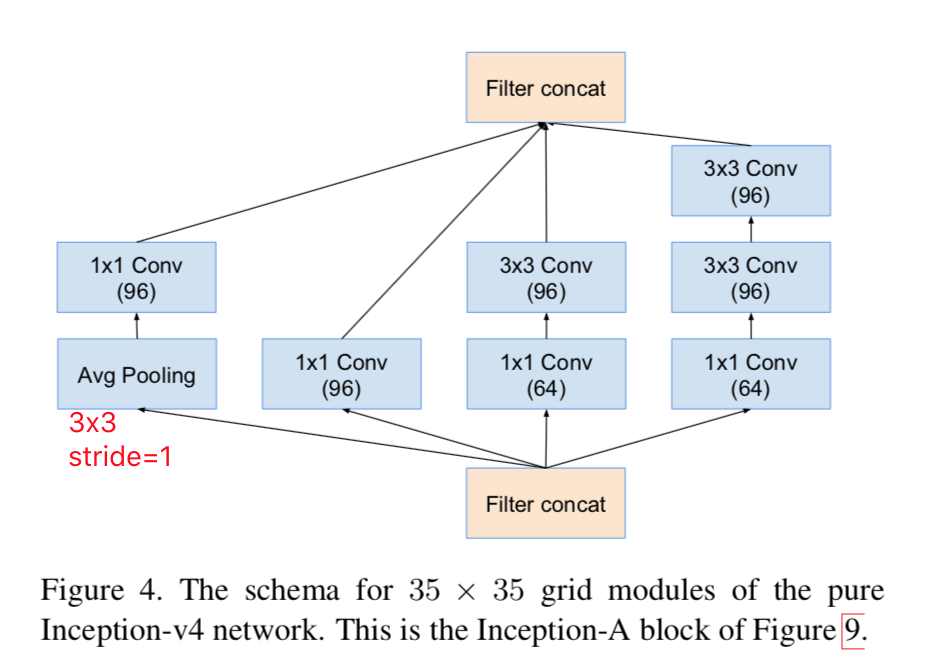 Filter concat
3x3 Conv
(96)
1x1 Conv
(96)
3x3 Conv
(96)
3x3 Conv
(96)
Avg Pooling
1x1 Conv
(96)
1x1 Conv
(64)
1x1 Conv
(64)
3x3
stride=1
Filter concat
Figure 4. The schema for 35 × 35 grid modules of the pure
Inception-v4 network. This is the Inception-A block of Figure 9.